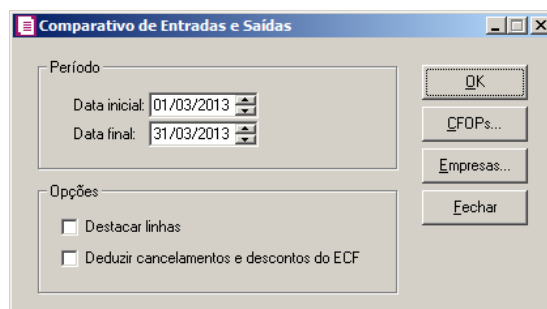 Comparativo de Entradas e Saídas
Período
Data inicial: 01/03/2013
Data final: 31/03/2013
Opções
Destacar linhas
Deduzir cancelamentos e descontos do ECF
OK
CFOPs...
Empresas...
Fechar